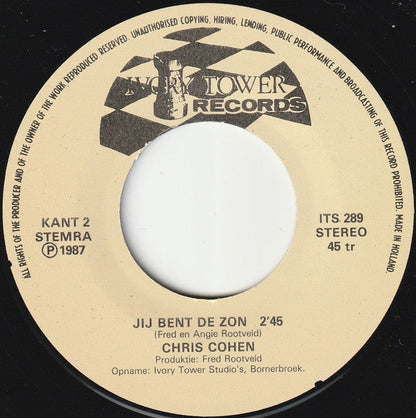 ALL RIGHTS OF THE PRODUCER AND OF THE OWNER OF THE WORK REPRODUCED RESERVED. UNAUTHORISED COPYING, HIRING, LENDING, PUBLIC PERFORMANCE AND BROADCASTING OF THIS RECORD PROHIBITED. MADE IN HOLLAND
IVORY TOWER
RECORDS
KANT 2
STEMRA
Ⓟ 1987
ITS 289
STEREO
45 tr
JIJ BENT DE ZON 2'45
(Fred en Angie Rootveld)
CHRIS COHEN
Produktie: Fred Rootveld
Opname: Ivory Tower Studio's, Bornerbroek.